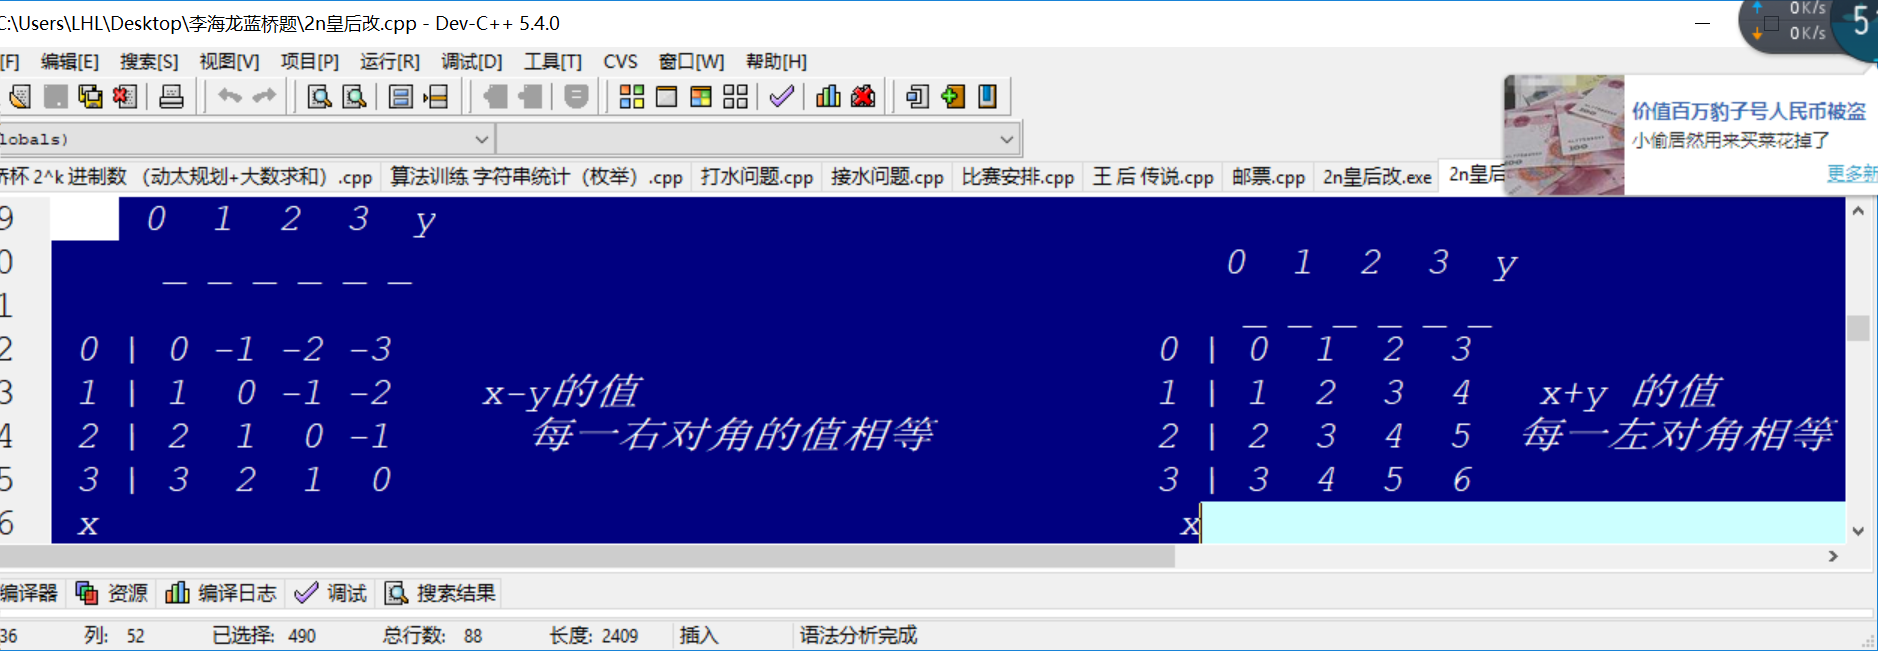 C:\Users\LHL\Desktop\李海龙蓝桥题\2n皇后改.cpp - Dev-C++ 5.4.0
0K/s
0K/s
5
[F] 编辑[E] 搜索[S] 视图[V] 项目[P] 运行[R] 调试[D] 工具[T] CVS 窗口[W] 帮助[H]
价值百万豹子号人民币被盗
小偷居然用来买菜花掉了
更多新
lobals)
桥杯 2^k 进制数 （动太规划+大数求和）.cpp 算法训练 字符串统计（枚举）.cpp 打水问题.cpp 接水问题.cpp 比赛安排.cpp 王 后 传说.cpp 邮票.cpp 2n皇后改.exe 2n皇后
9 0 1 2 3 y
0 _ _ _ _ _ _ 0 1 2 3 y
1 _ _ _ _ _ _
2 0 | 0 -1 -2 -3 0 | 0 1 2 3
3 1 | 1 0 -1 -2 x-y的值 1 | 1 2 3 4 x+y 的值
4 2 | 2 1 0 -1 每一右对角的值相等 2 | 2 3 4 5 每一左对角相等
5 3 | 3 2 1 0 3 | 3 4 5 6
6 x x
编译器 资源 编译日志 调试 搜索结果
36 列: 52 已选择: 490 总行数: 88 长度: 2409 插入 语法分析完成